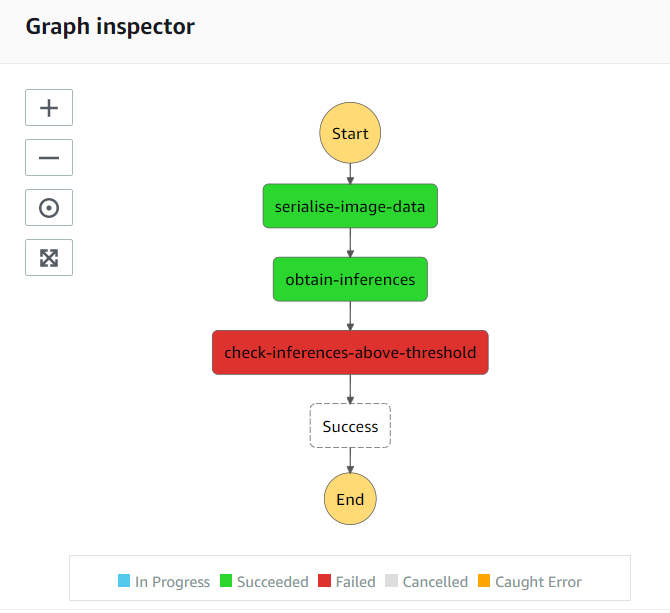 Graph inspector
Start
serialise-image-data
obtain-inferences
check-inferences-above-threshold
Success
End
In Progress Succeeded Failed Cancelled Caught Error